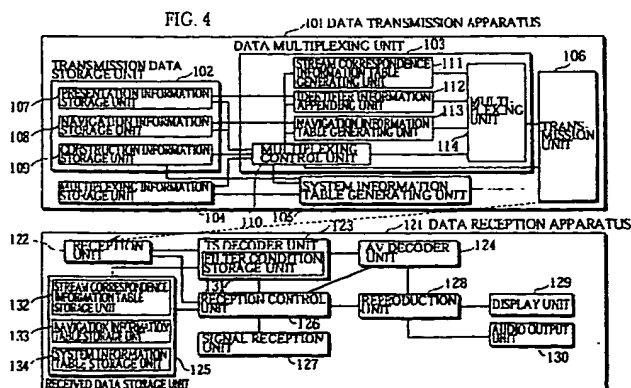 FIG. 4
101 DATA TRANSMISSION APPARATUS
DATA MULTIPLEXING UNIT
103
TRANSMISSION DATA
STORAGE UNIT
102
107
PRESENTATION INFORMATION
STORAGE UNIT
108
NAVIGATION INFORMATION
STORAGE UNIT
109
CONSTRUCTION INFORMATION
STORAGE UNIT
STREAM CORRESPONDENCE
INFORMATION TABLE
GENERATING UNIT
111
IDENTIFIER INFORMATION
APPENDING UNIT
112
NAVIGATION INFORMATION
TABLE GENERATING UNIT
113
MULTIPLEXING
CONTROL UNIT
110
MULTI-
PLEXING
UNIT
114
106
TRANS-
MISSION
UNIT
MULTIPLEXING INFORMATION
STORAGE UNIT
104
SYSTEM INFORMATION
TABLE GENERATING UNIT
105
121 DATA RECEPTION APPARATUS
122
RECEPTION
UNIT
123
TS DECODER UNIT
FILTER CONDITION
STORAGE UNIT
131
AV DECODER
UNIT
124
132
STREAM CORRESPONDENCE
INFORMATION TABLE
STORAGE UNIT
133
NAVIGATION INFORMATION
TABLE STORAGE UNIT
134
SYSTEM INFORMATION
TABLE STORAGE UNIT
125
RECEIVED DATA STORAGE UNIT
RECEPTION CONTROL
UNIT
126
SIGNAL RECEPTION
UNIT
127
REPRODUCTION
UNIT
128
DISPLAY UNIT
129
AUDIO OUTPUT
UNIT
130